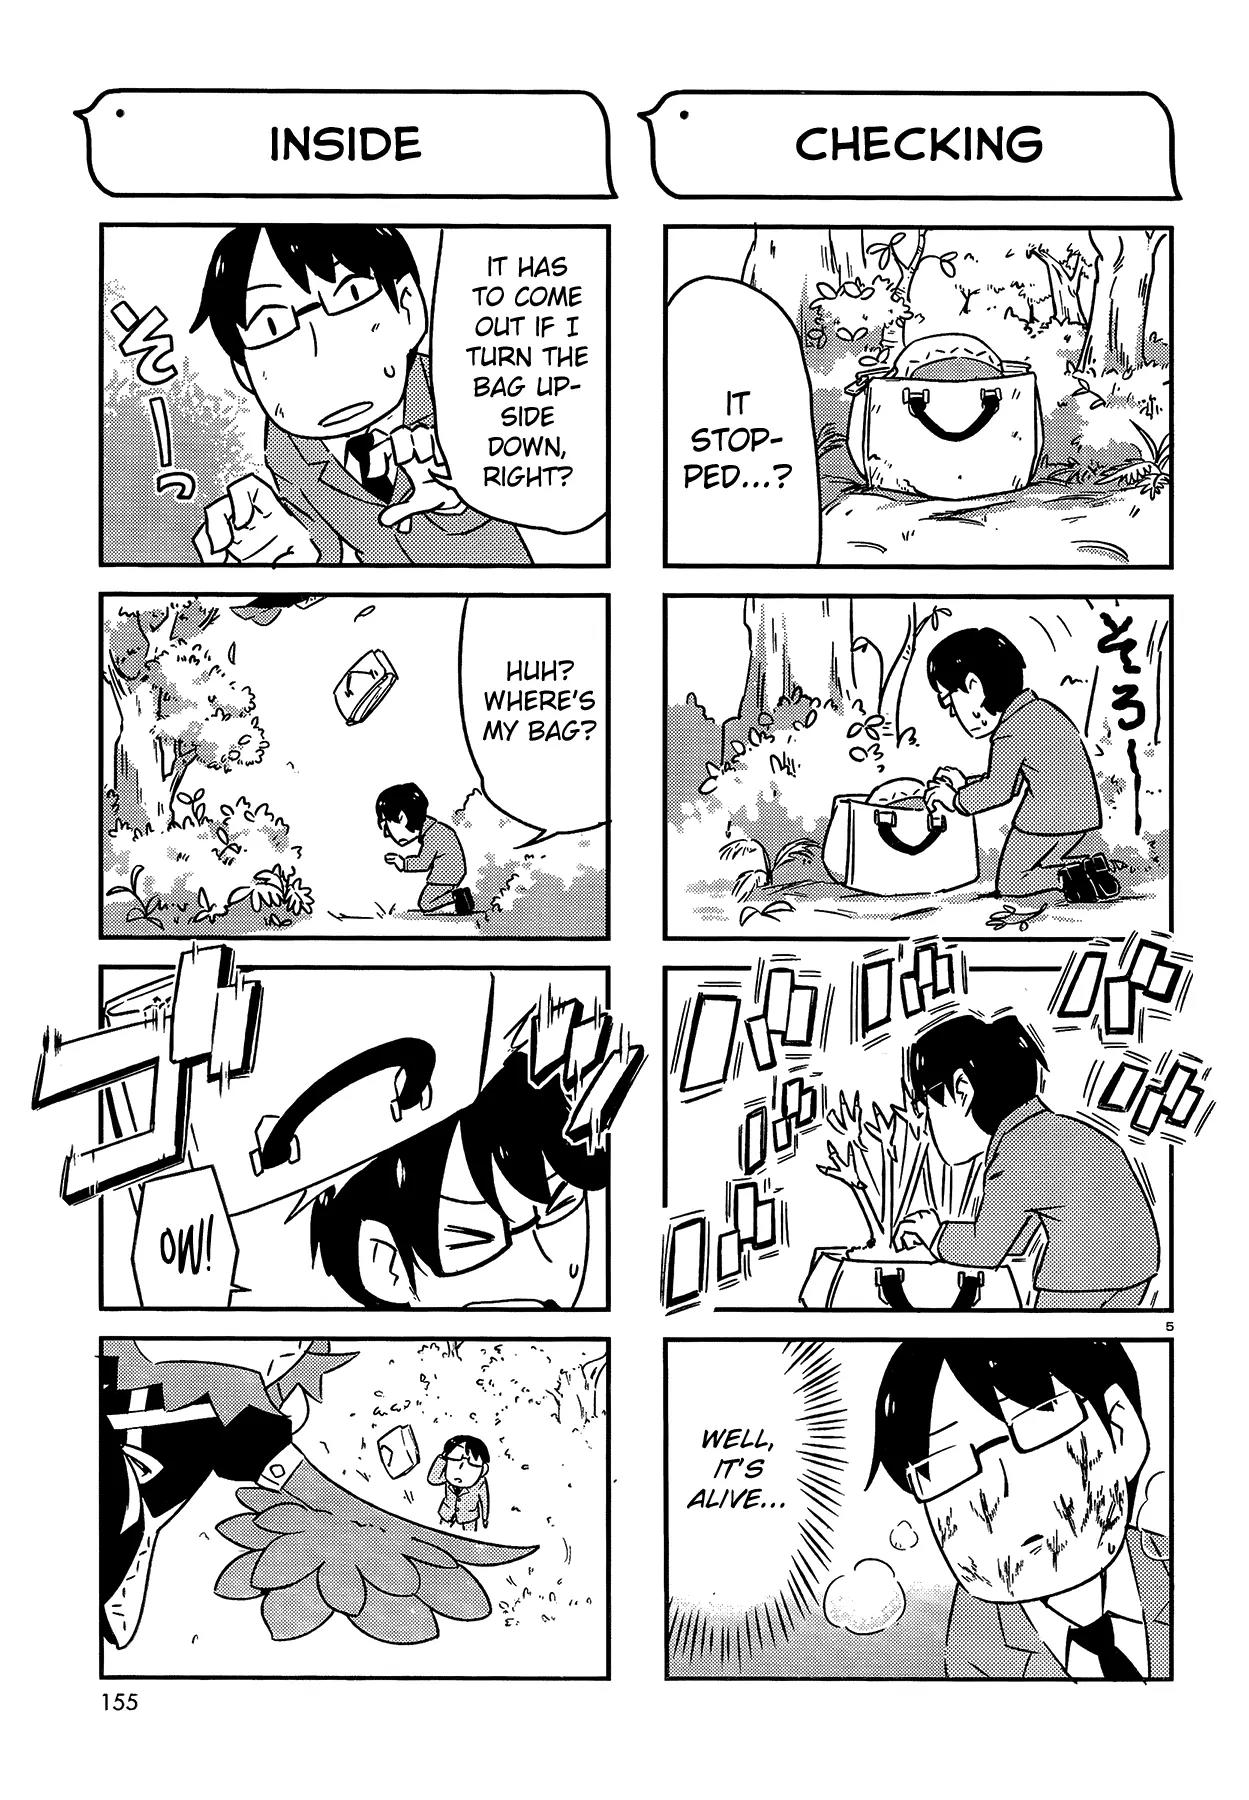 CHECKING
IT
STOP-
PED...?
そろー
5
WELL,
IT'S
ALIVE...
INSIDE
IT HAS
TO COME
OUT IF I
TURN THE
BAG UP-
SIDE
DOWN,
RIGHT?
そーっ
HUH?
WHERE'S
MY BAG?
OW!
155